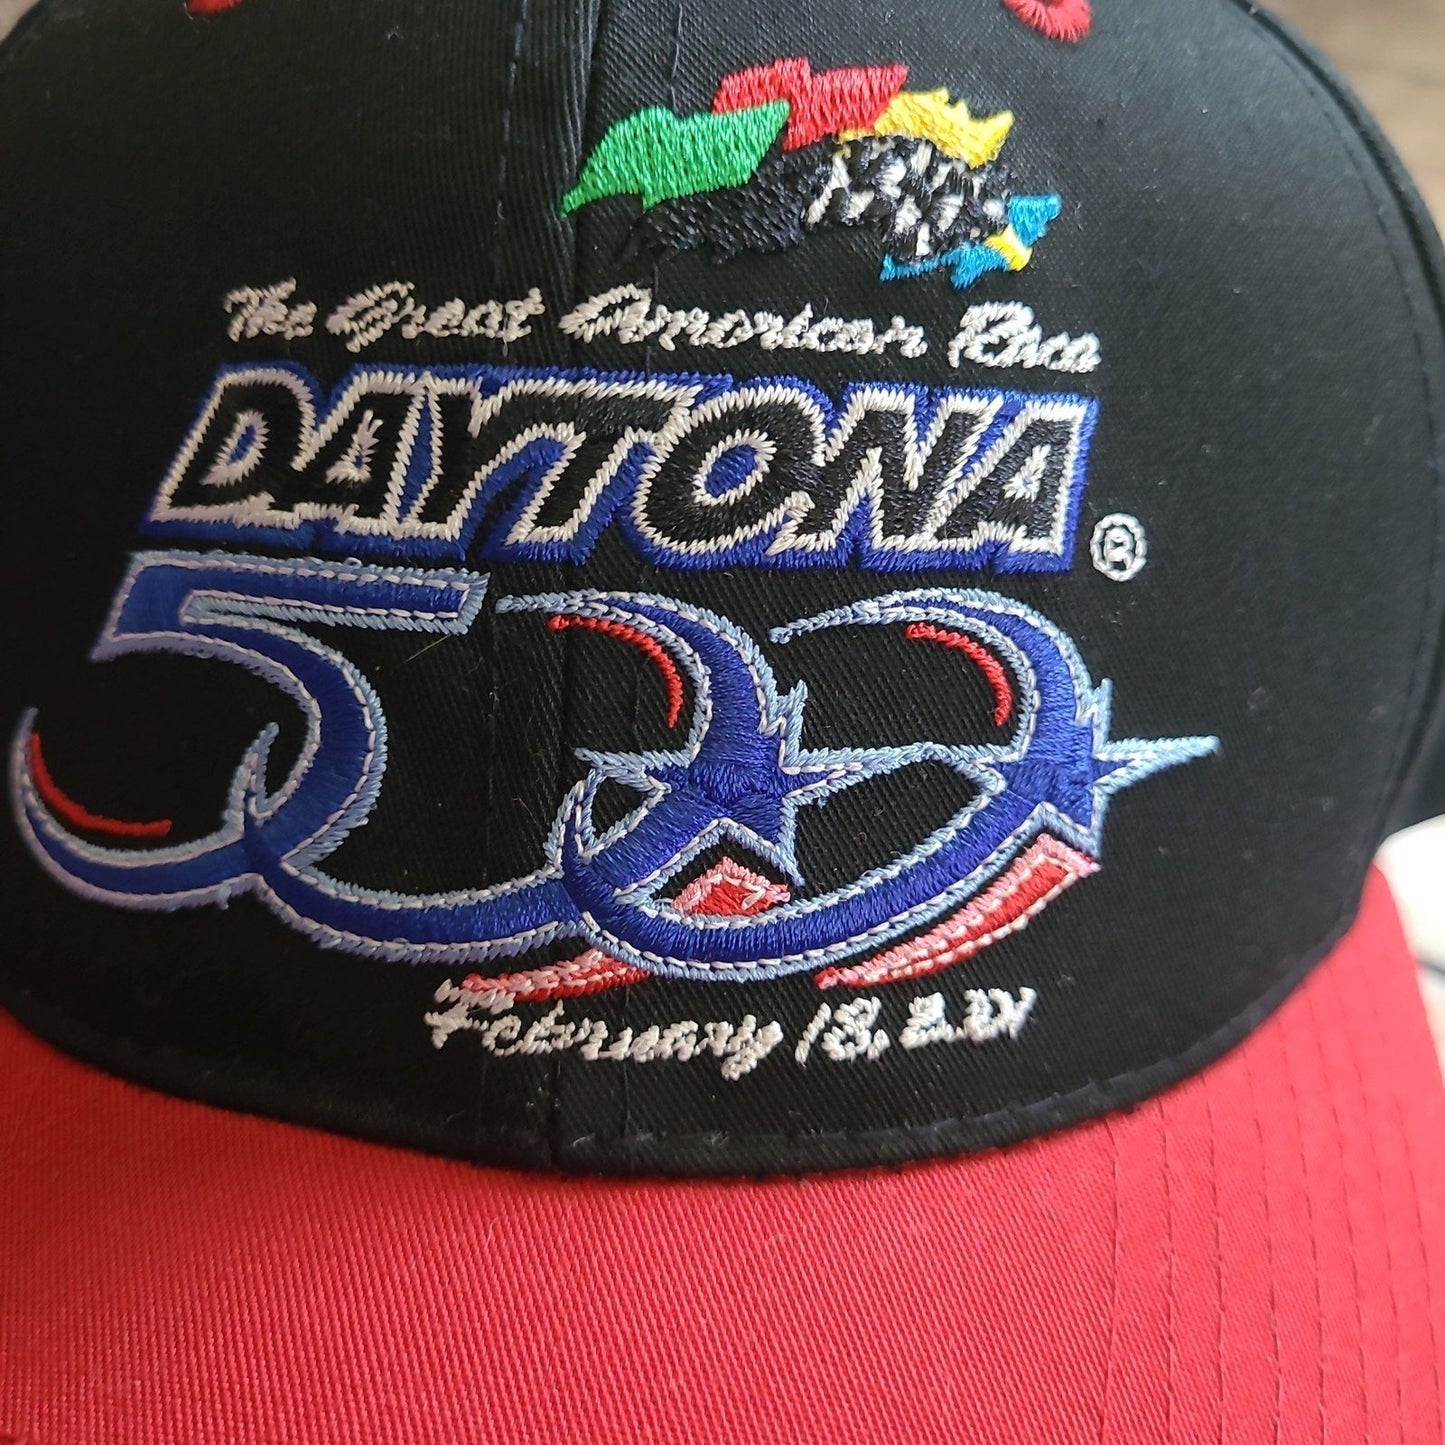 The Great American Race
DAYTONA®
500
February 18, 2001